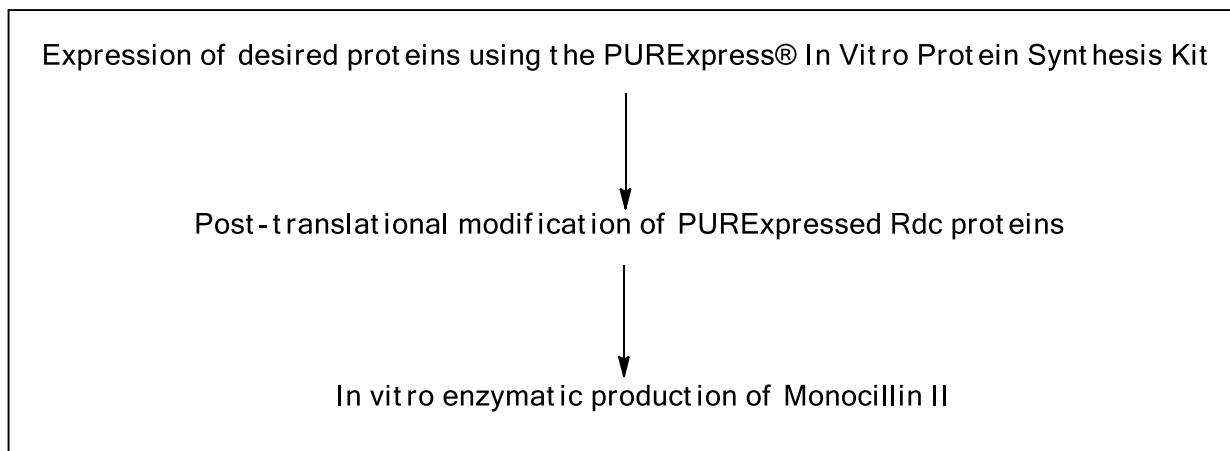 Expression of desired proteins using the PURExpress® In Vitro Protein Synthesis Kit
Post-translational modification of PURExpressed Rdc proteins
In vitro enzymatic production of Monocillin II